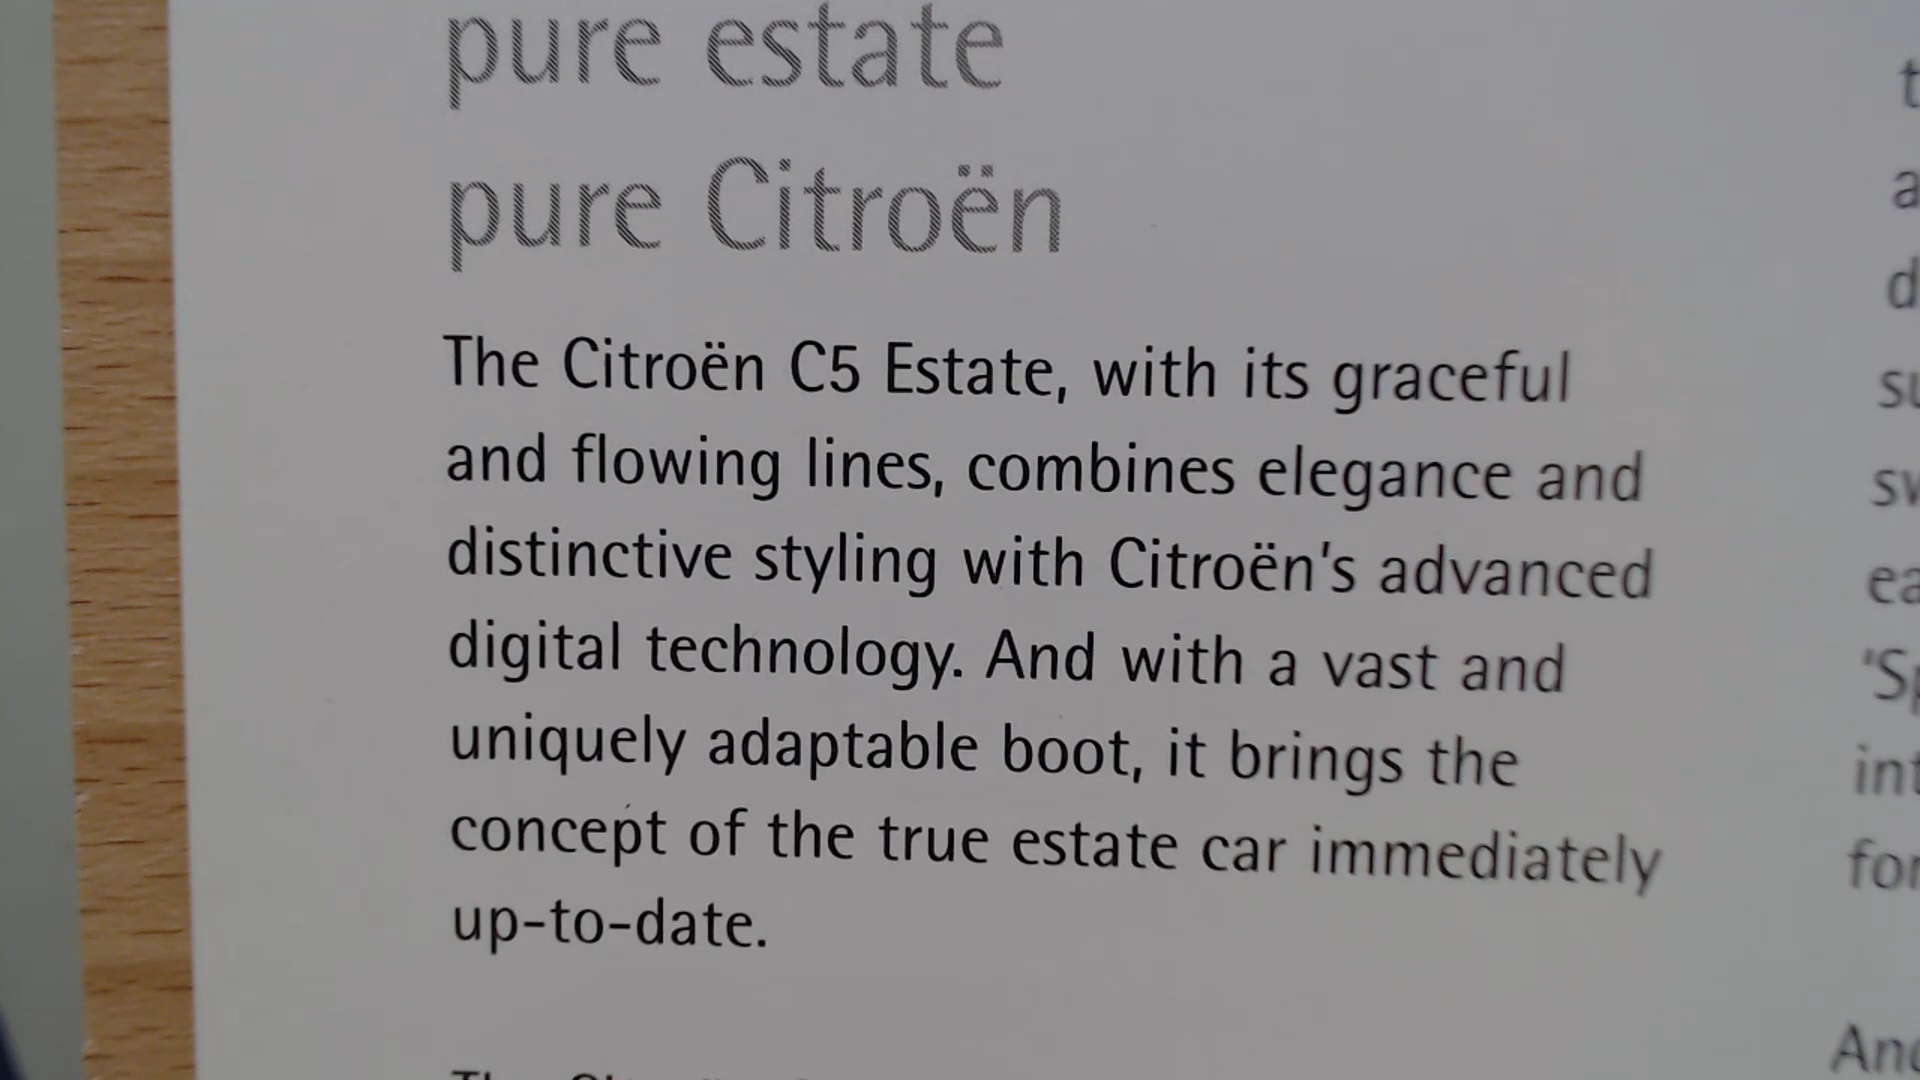 pure estate
pure Citroën
The Citroën C5 Estate, with its graceful
and flowing lines, combines elegance and
distinctive styling with Citroën's advanced
digital technology. And with a vast and
uniquely adaptable boot, it brings the
concept of the true estate car immediately
up-to-date.